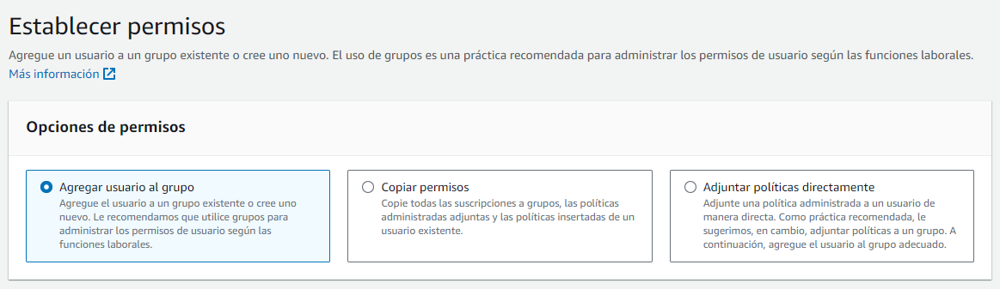 Establecer permisos
Agregue un usuario a un grupo existente o cree uno nuevo. El uso de grupos es una práctica recomendada para administrar los permisos de usuario según las funciones laborales.
Más información
Opciones de permisos
Agregar usuario al grupo
Agregue el usuario a un grupo existente o cree uno
nuevo. Le recomendamos que utilice grupos para
administrar los permisos de usuario según las
funciones laborales.
Copiar permisos
Copie todas las suscripciones a grupos, las políticas
administradas adjuntas y las políticas insertadas de un
usuario existente.
Adjuntar políticas directamente
Adjunte una política administrada a un usuario de
manera directa. Como práctica recomendada, le
sugerimos, en cambio, adjuntar políticas a un grupo. A
continuación, agregue el usuario al grupo adecuado.